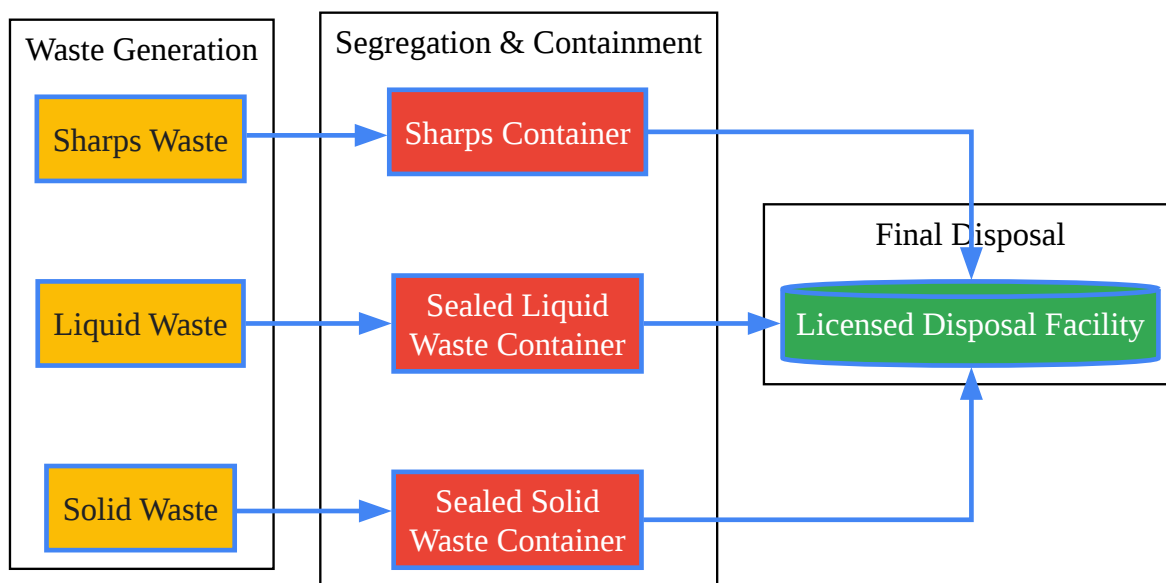 Waste Generation
Sharps Waste
Liquid Waste
Solid Waste
Segregation & Containment
Sharps Container
Sealed Liquid
Waste Container
Sealed Solid
Waste Container
Final Disposal
Licensed Disposal Facility